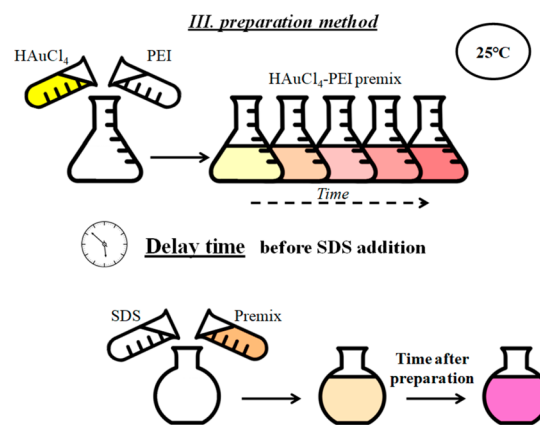 III. preparation method
HAuCl₄
PEI
25°C
HAuCl₄-PEI premix
Time
Delay time before SDS addition
SDS
Premix
Time after
preparation